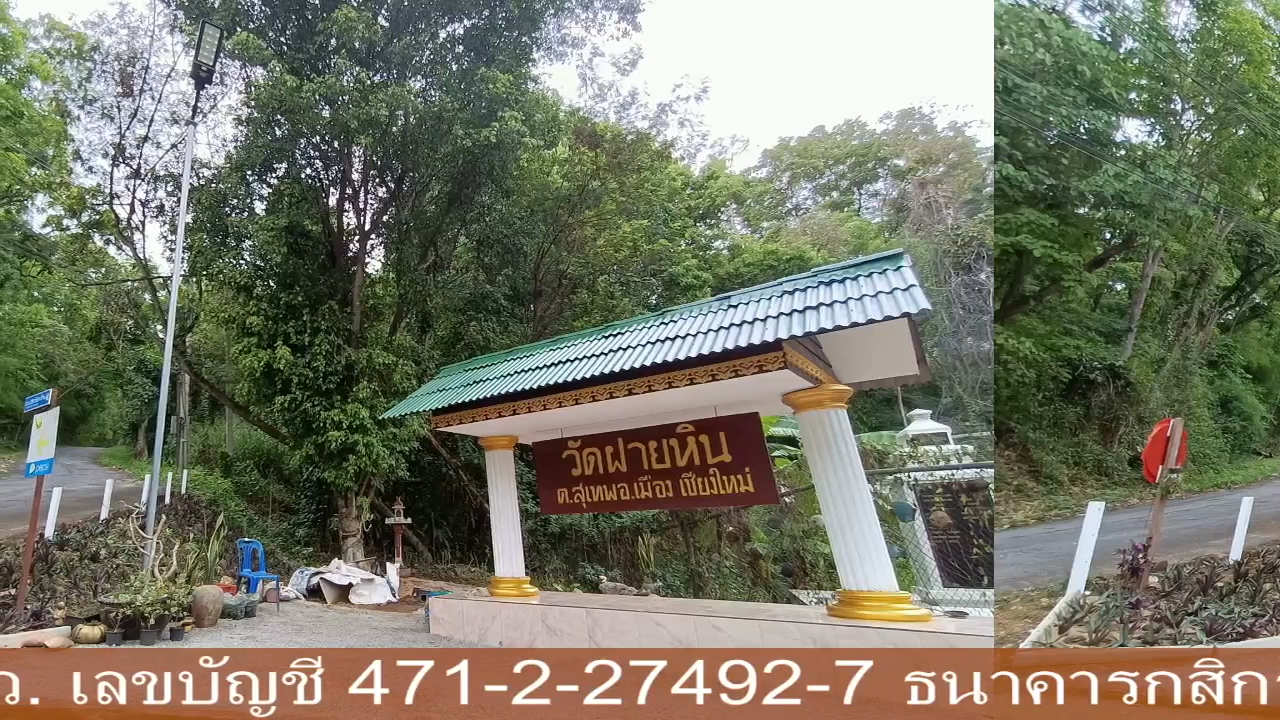 วัดฝายหิน
ต.สุเทพ อ.เมือง เชียงใหม่
pepsi
ว. เลขบัญชี 471-2-27492-7 ธนาคารกสิก